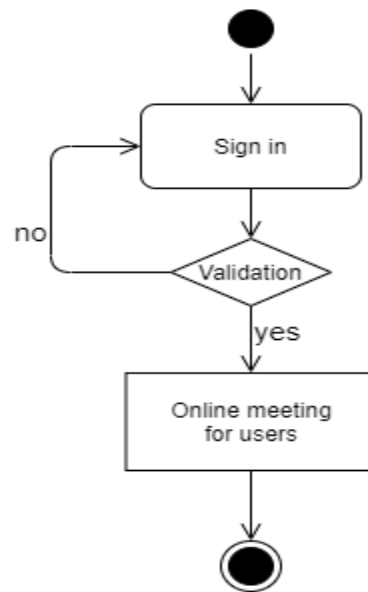 Sign in
no
Validation
yes
Online meeting
for users